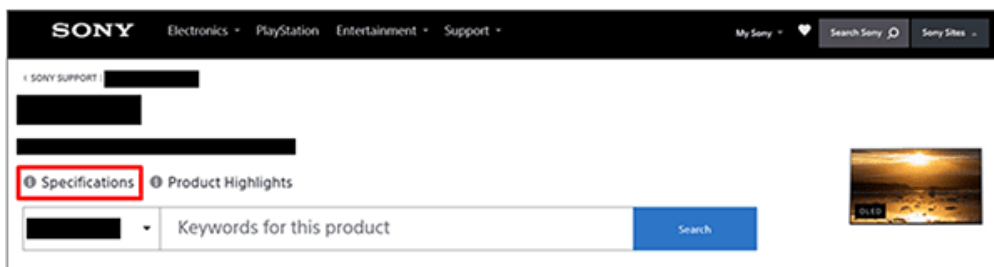 SONY Electronics PlayStation Entertainment Support My Sony Search Sony Sony Sites
‹ SONY SUPPORT |
Specifications Product Highlights
OLED
Keywords for this product Search